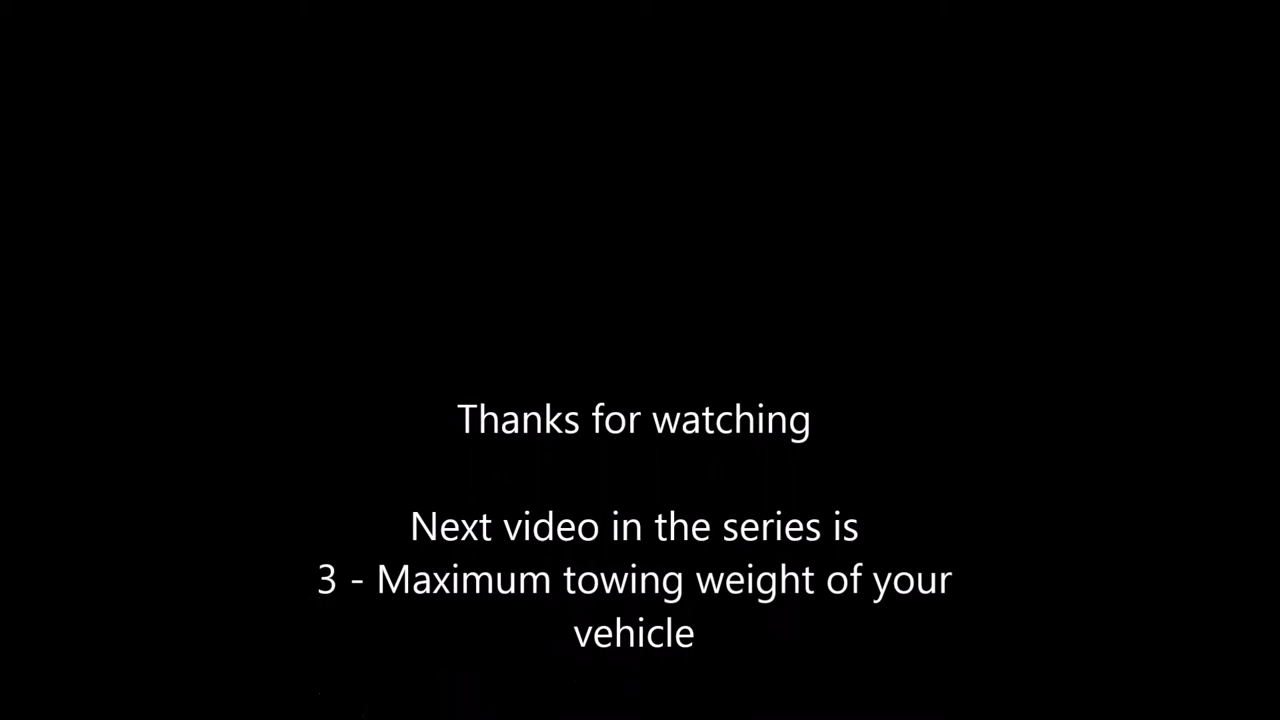 Thanks for watching
Next video in the series is
3 - Maximum towing weight of your
vehicle